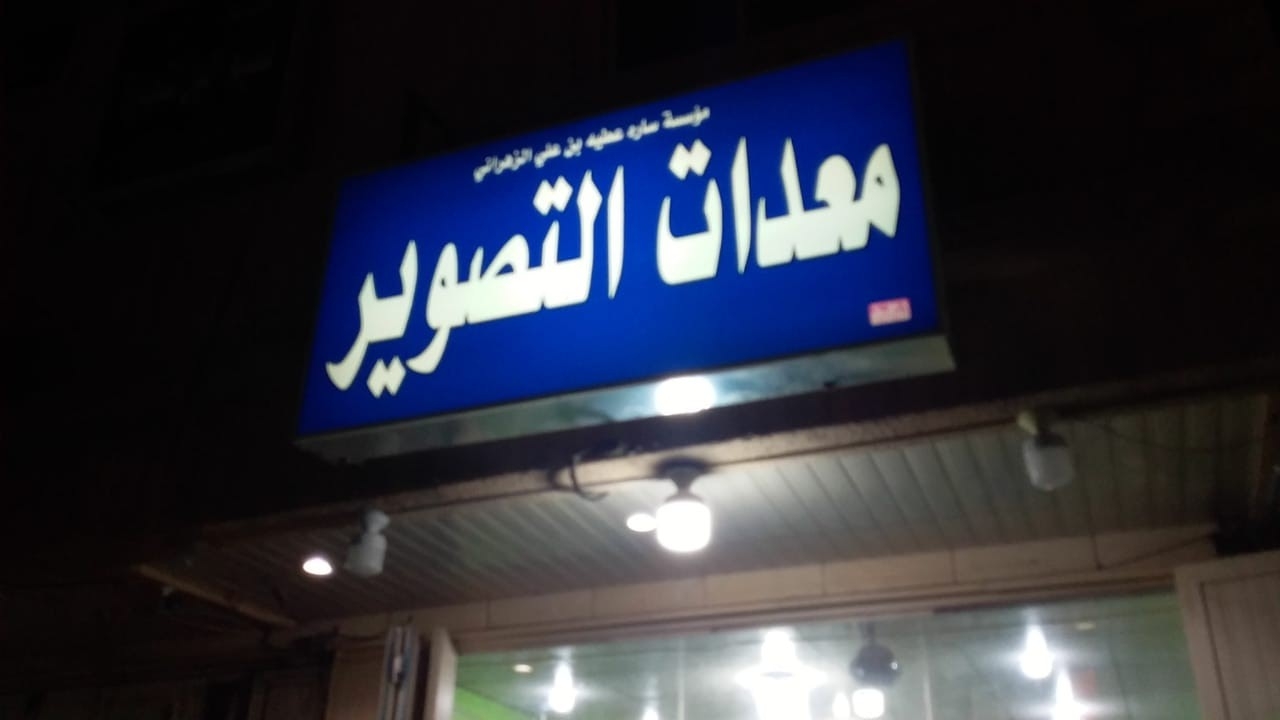 مؤسسة ساره عطيه بن علي الزهراني
معدات التصوير